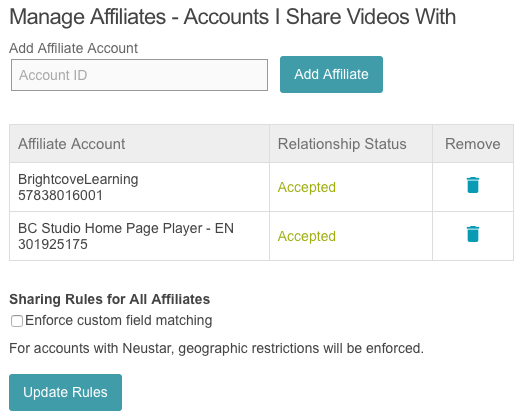 Manage Affiliates - Accounts I Share Videos With
Add Affiliate Account
Account ID
Add Affiliate
Affiliate Account Relationship Status Remove
BrightcoveLearning
57838016001
Accepted
BC Studio Home Page Player - EN
301925175
Accepted
Sharing Rules for All Affiliates
Enforce custom field matching
For accounts with Neustar, geographic restrictions will be enforced.
Update Rules